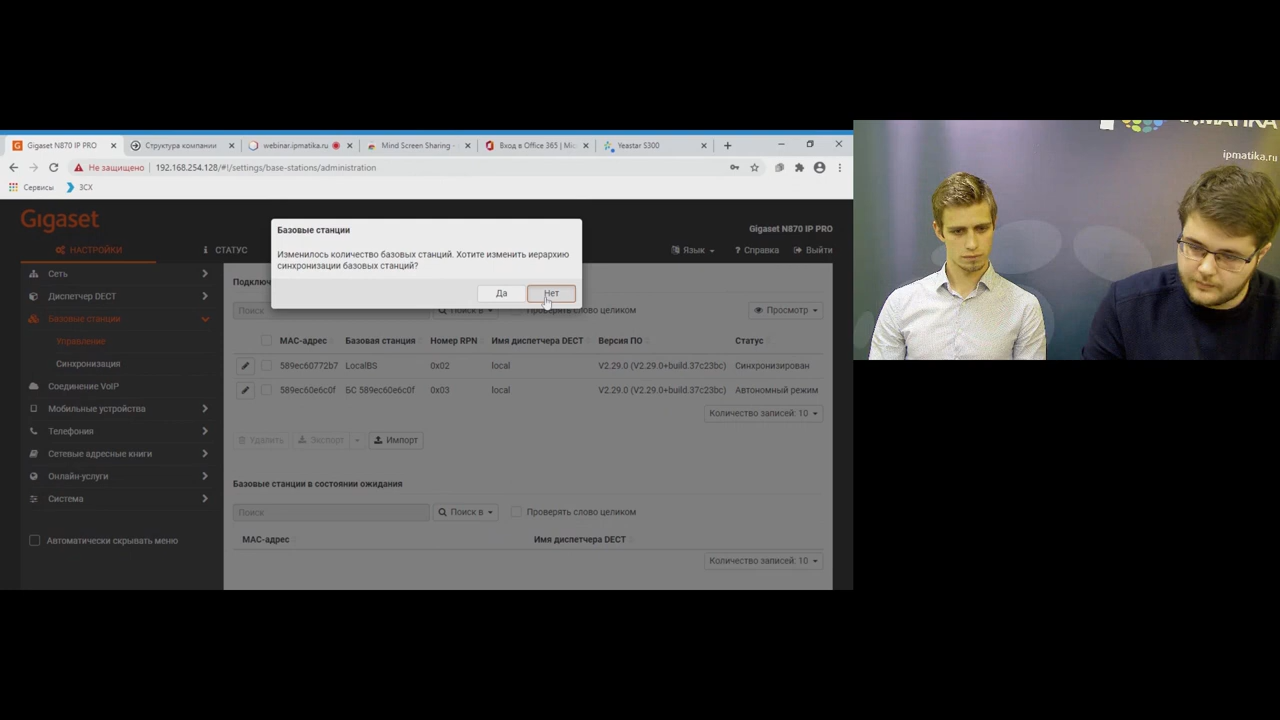 Gigaset N870 IP PRO
Структура компании
webinar.ipmatika.ru
Mind Screen Sharing -
Вход в Office 365 | Mic
Yeastar S300
Не защищено
192.168.254.128/#!/settings/base-stations/administration
Сервисы
3CX
Gigaset
Gigaset N870 IP PRO
НАСТРОЙКИ
СТАТУС
Язык
Справка
Выйти
Базовые станции
Изменилось количество базовых станций. Хотите изменить иерархию
синхронизации базовых станций?
Да
Нет
Сеть
Диспетчер DECT
Базовые станции
Управление
Синхронизация
Соединение VoIP
Мобильные устройства
Телефония
Сетевые адресные книги
Онлайн-услуги
Система
Автоматически скрывать меню
Поиск
Поиск в
Проверять слово целиком
Просмотр
MAC-адрес Базовая станция Номер RPN Имя диспетчера DECT Версия ПО Статус
589ec60772b7 LocalBS 0x02 local V2.29.0 (V2.29.0+build.37c23bc) Синхронизирован
589ec60e6c0f БС 589ec60e6c0f 0x03 local V2.29.0 (V2.29.0+build.37c23bc) Автономный режим
Количество записей: 10
Удалить
Экспорт
Импорт
Базовые станции в состоянии ожидания
Поиск
Поиск в
Проверять слово целиком
MAC-адрес Имя диспетчера DECT
Количество записей: 10
ipmatika.ru